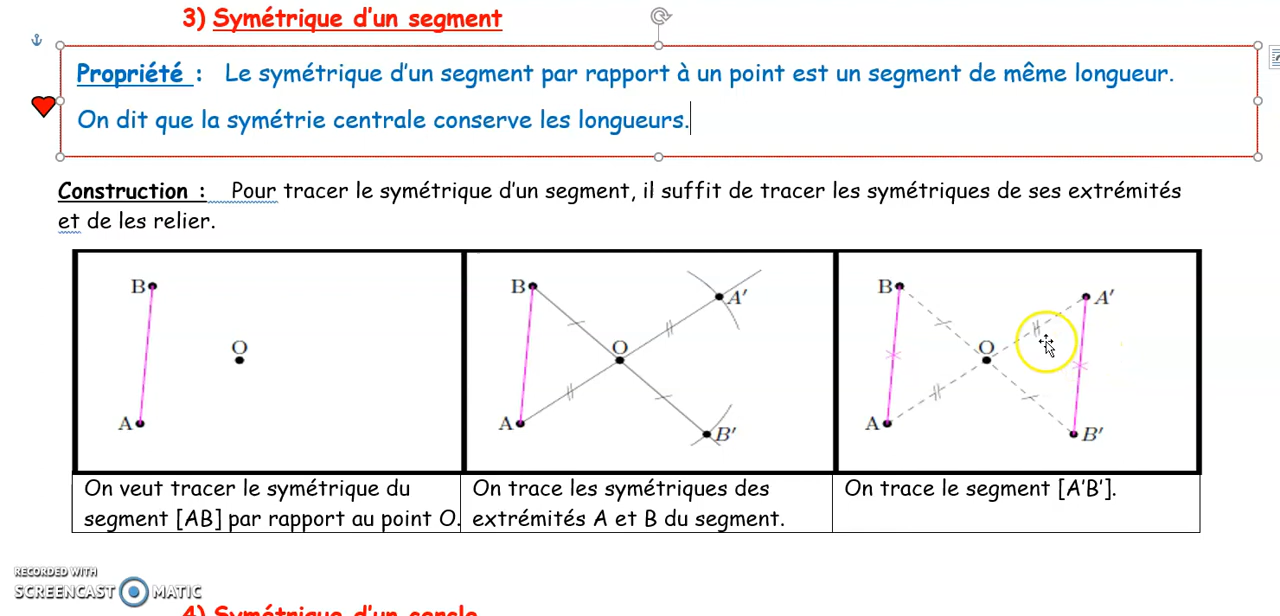 3) Symétrique d'un segment
Propriété : Le symétrique d'un segment par rapport à un point est un segment de même longueur.
On dit que la symétrie centrale conserve les longueurs.
Construction : Pour tracer le symétrique d'un segment, il suffit de tracer les symétriques de ses extrémités
et de les relier.
B
O
A
B
A'
O
A
B'
B
A'
O
A
B'
On veut tracer le symétrique du
segment [AB] par rapport au point O.
On trace les symétriques des
extrémités A et B du segment.
On trace le segment [A'B'].
RECORDED WITH
SCREENCAST MATIC
4) Symétrique d'un cercle